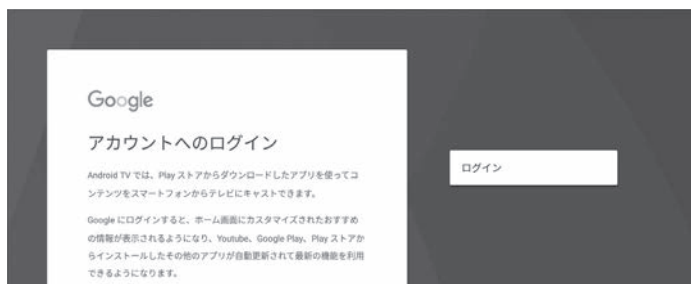 Google
アカウントへのログイン
Android TV では、Play ストアからダウンロードしたアプリを使ってコ
ンテンツをスマートフォンからテレビにキャストできます。
Google にログインすると、ホーム画面にカスタマイズされたおすすめ
の情報が表示されるようになり、Youtube、Google Play、Play ストアか
らインストールしたその他のアプリが自動更新されて最新の機能を利用
できるようになります。
ログイン